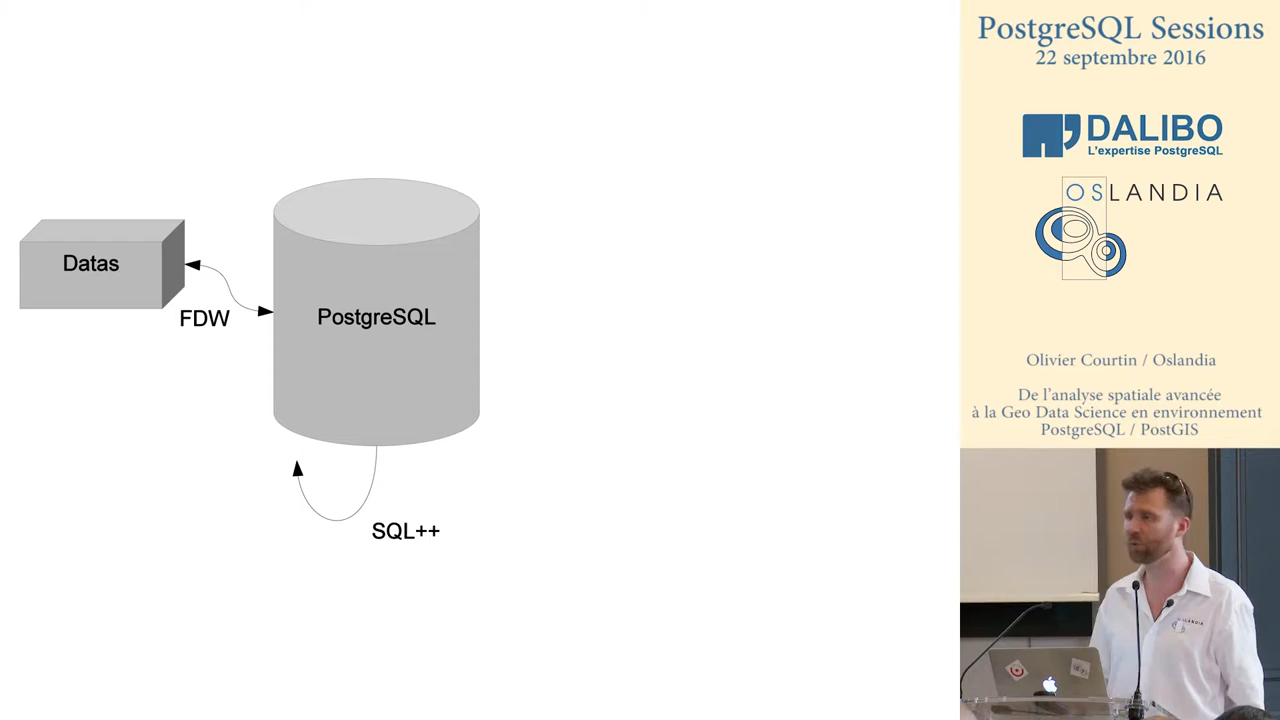 Datas
FDW
PostgreSQL
SQL++
PostgreSQL Sessions
22 septembre 2016
DALIBO
L'expertise PostgreSQL
OSLANDIA
Olivier Courtin / Oslandia
De l'analyse spatiale avancée
à la Geo Data Science en environnement
PostgreSQL / PostGIS